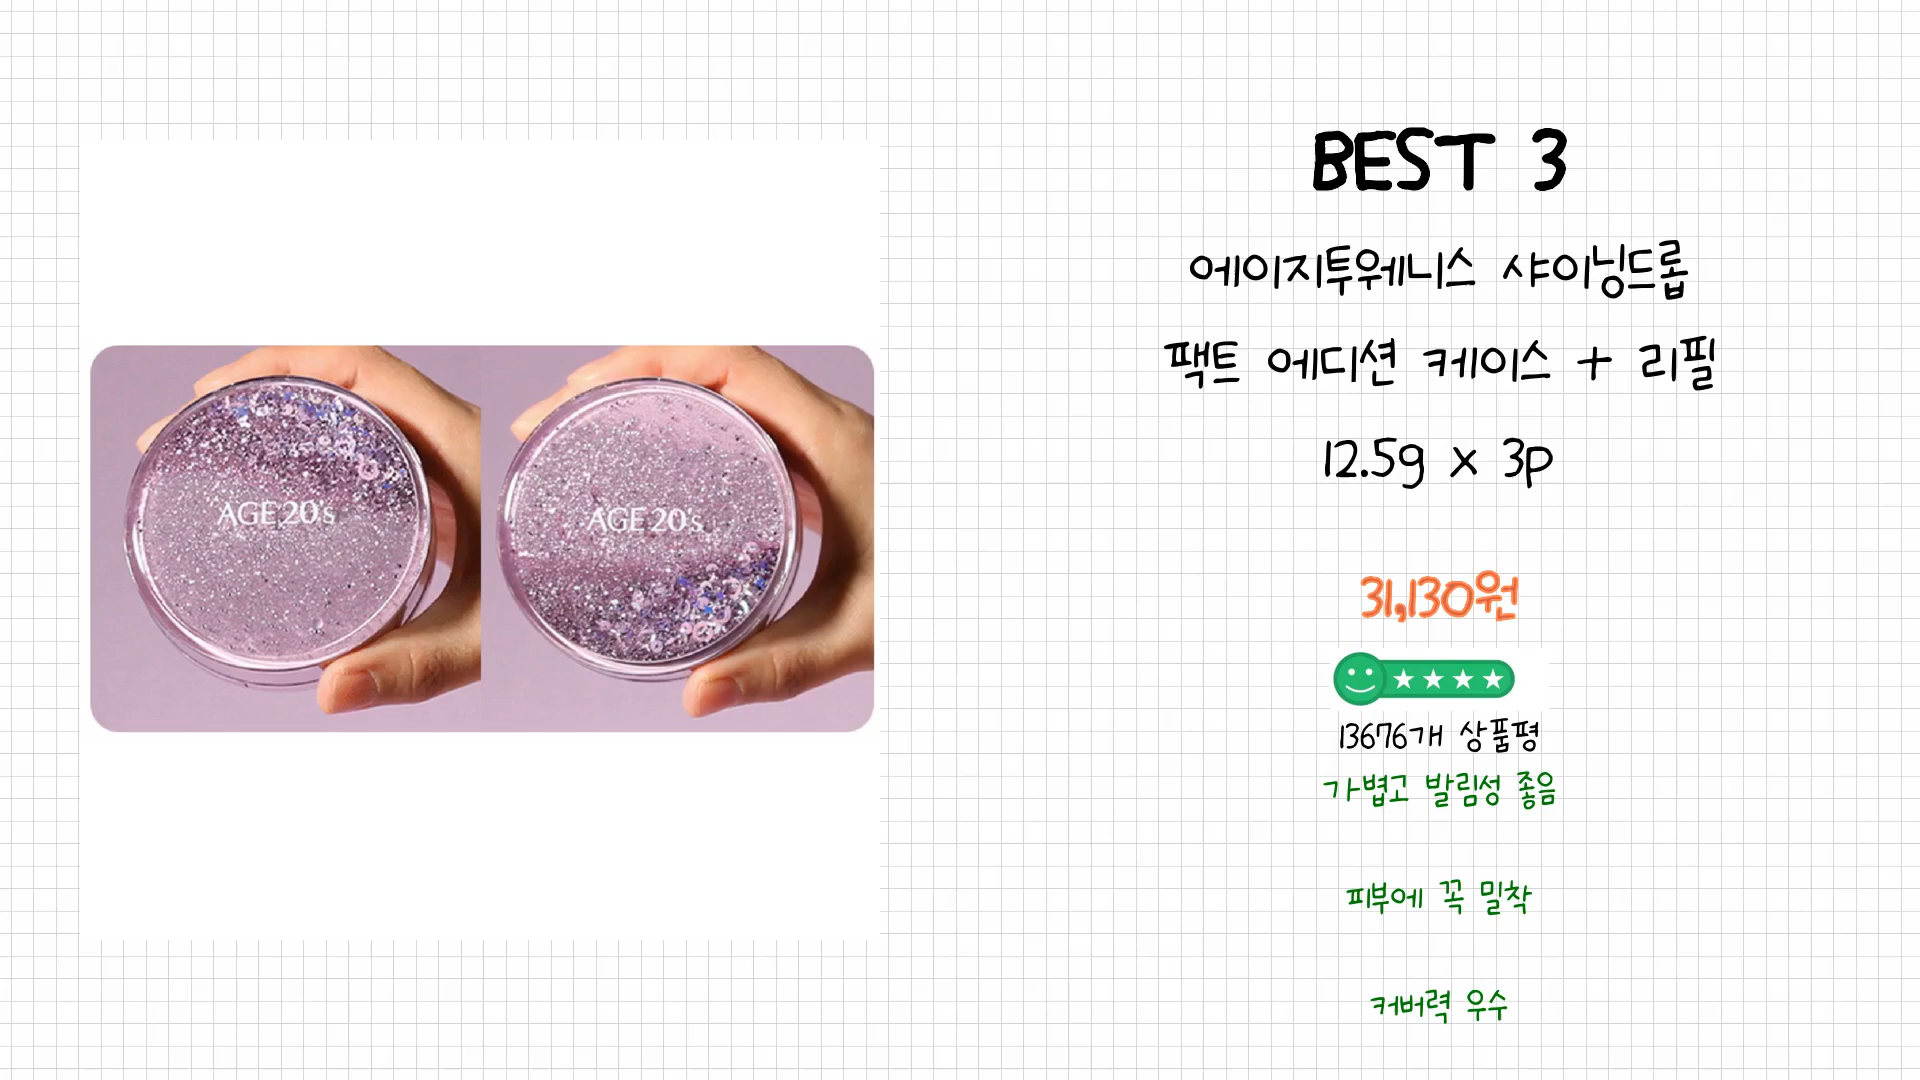 AGE 20's
AGE 20's
BEST 3
에이지투웨니스 샤이닝드롭
팩트 에디션 케이스 + 리필
12.5g x 3p
31,130원
★★★★
13676개 상품평
가볍고 발림성 좋음
피부에 꼭 밀착
커버력 우수